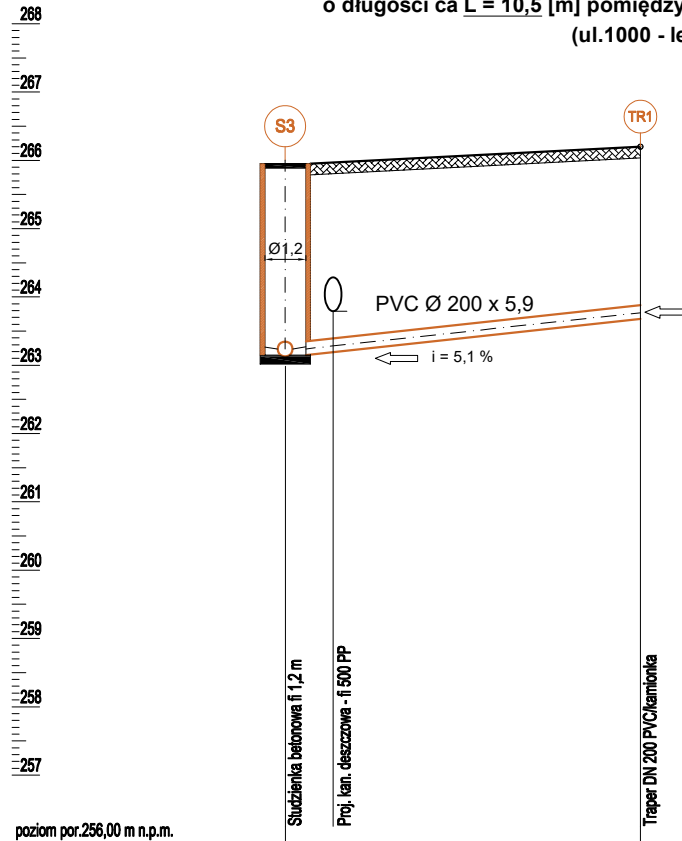 o długości ca L = 10,5 [m] pomiędzy
(ul.1000 - le
268
267
266
265
264
263
262
261
260
259
258
257
S3
TR1
Ø1,2
PVC Ø 200 x 5,9
i = 5,1 %
Studzienka betonowa fi 1,2 m
Proj. kan. deszczowa - fi 500 PP
Traper DN 200 PVC/kamionka
poziom por.256,00 m n.p.m.